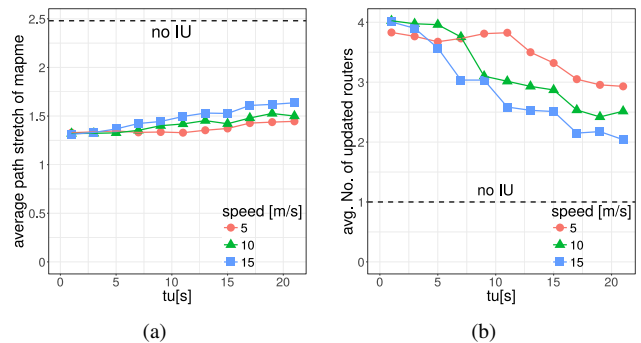 average path stretch of mapme
2.5
2
1.5
1
0.5
0
no IU
speed [m/s]
5
10
15
0 5 10 15 20
tu[s]
(a)
avg. No. of updated routers
4
3
2
1
0
no IU
speed [m/s]
5
10
15
0 5 10 15 20
tu[s]
(b)